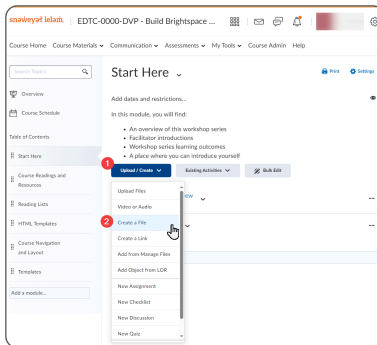 snəweyəł leləm̓.
EDTC-0000-DVP - Build Brightspace ...
Course Home Course Materials Communication Assessments My Tools Course Admin Help
Search Topics
Overview
Course Schedule
Table of Contents
Start Here
Course Readings and
Resources
Reading Lists
HTML Templates
Course Navigation
and Layout
Templates
Add a module...
Start Here
Print Settings
Add dates and restrictions...
In this module, you will find:
• An overview of this workshop series
• Facilitator introductions
• Workshop series learning outcomes
• A place where you can introduce yourself
1
Upload / Create Existing Activities Bulk Edit
Upload Files
Video or Audio
2
Create a File
Create a Link
Add from Manage Files
Add Object from LOR
New Assignment
New Checklist
New Discussion
New Quiz